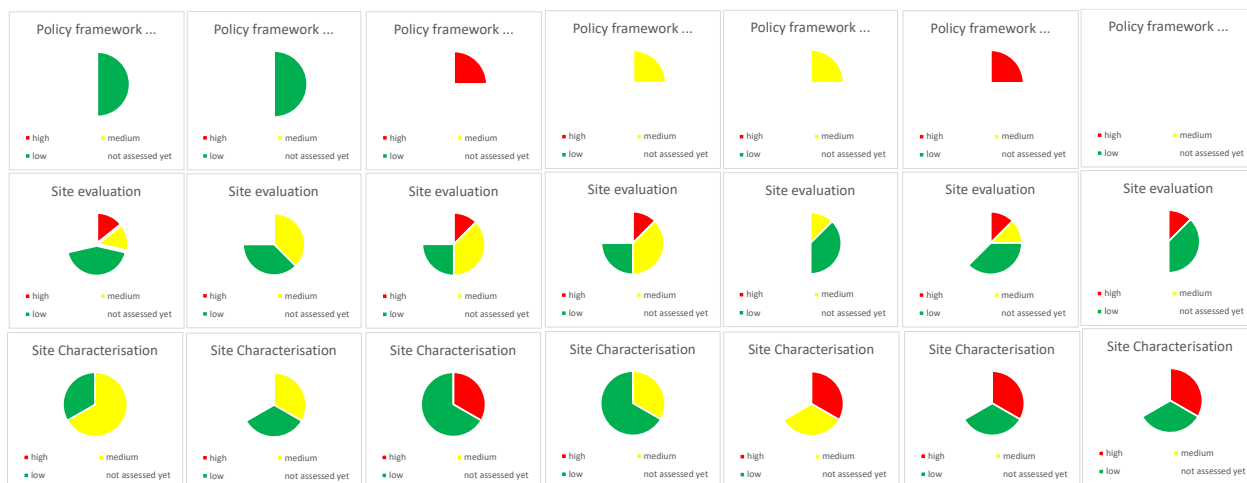 Policy framework ...
high
medium
low
not assessed yet
Policy framework ...
high
medium
low
not assessed yet
Policy framework ...
high
medium
low
not assessed yet
Policy framework ...
high
medium
low
not assessed yet
Policy framework ...
high
medium
low
not assessed yet
Policy framework ...
high
medium
low
not assessed yet
Policy framework ...
high
medium
low
not assessed yet
Site evaluation
high
medium
low
not assessed yet
Site evaluation
high
medium
low
not assessed yet
Site evaluation
high
medium
low
not assessed yet
Site evaluation
high
medium
low
not assessed yet
Site evaluation
high
medium
low
not assessed yet
Site evaluation
high
medium
low
not assessed yet
Site evaluation
high
medium
low
not assessed yet
Site Characterisation
high
medium
low
not assessed yet
Site Characterisation
high
medium
low
not assessed yet
Site Characterisation
high
medium
low
not assessed yet
Site Characterisation
high
medium
low
not assessed yet
Site Characterisation
high
medium
low
not assessed yet
Site Characterisation
high
medium
low
not assessed yet
Site Characterisation
high
medium
low
not assessed yet